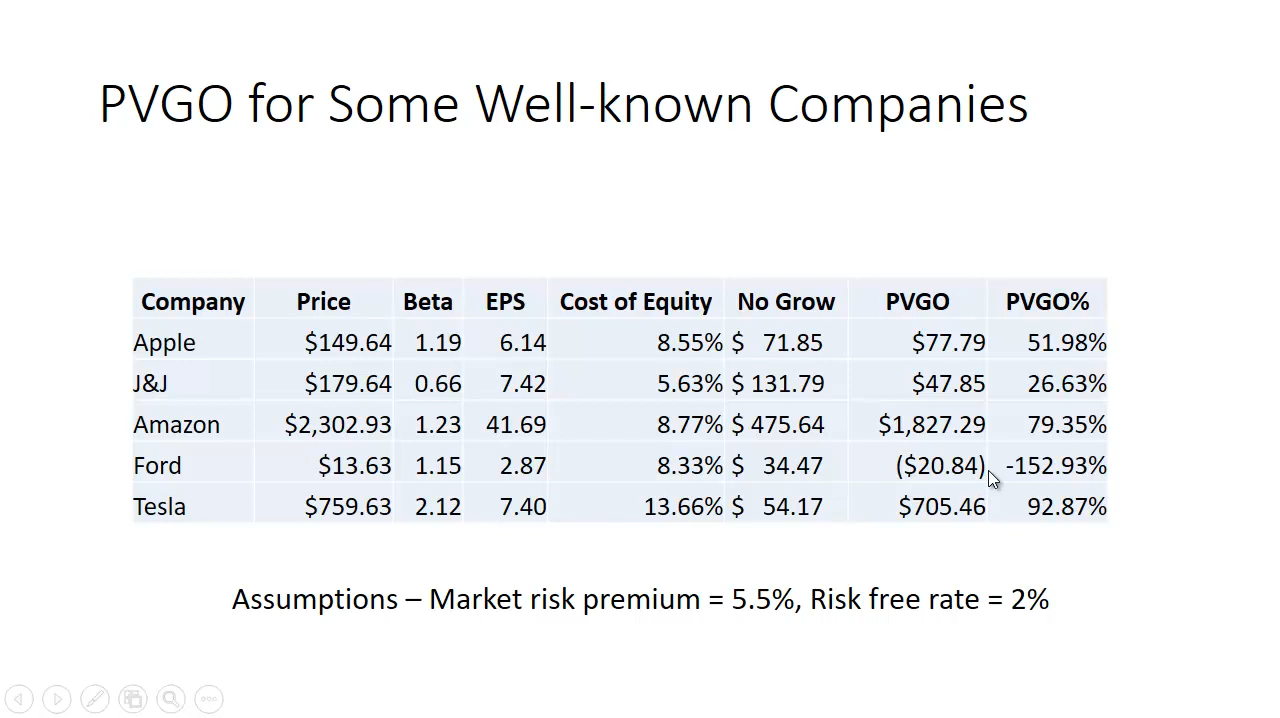 PVGO for Some Well-known Companies
Company Price Beta EPS Cost of Equity No Grow PVGO PVGO%
Apple $149.64 1.19 6.14 8.55% $ 71.85 $77.79 51.98%
J&J $179.64 0.66 7.42 5.63% $ 131.79 $47.85 26.63%
Amazon $2,302.93 1.23 41.69 8.77% $ 475.64 $1,827.29 79.35%
Ford $13.63 1.15 2.87 8.33% $ 34.47 ($20.84) -152.93%
Tesla $759.63 2.12 7.40 13.66% $ 54.17 $705.46 92.87%
Assumptions – Market risk premium = 5.5%, Risk free rate = 2%